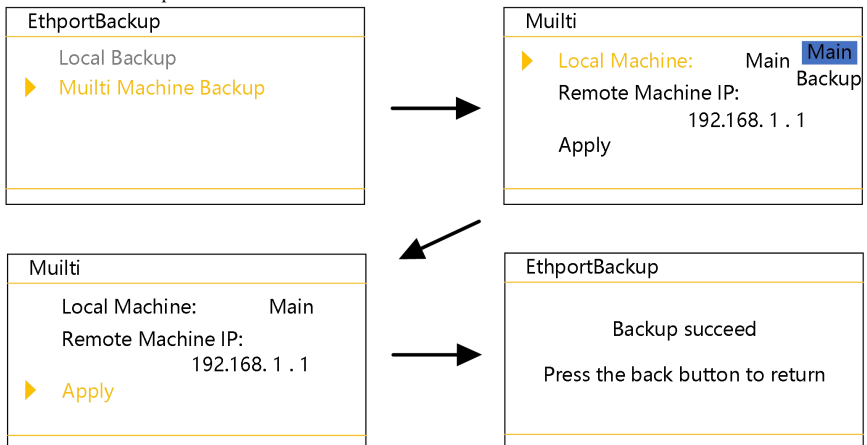 EthportBackup
Local Backup
Muilti Machine Backup
Muilti
Local Machine: Main Main
Backup
Remote Machine IP:
192.168. 1 . 1
Apply
Muilti
Local Machine: Main
Remote Machine IP:
192.168. 1 . 1
Apply
EthportBackup
Backup succeed
Press the back button to return